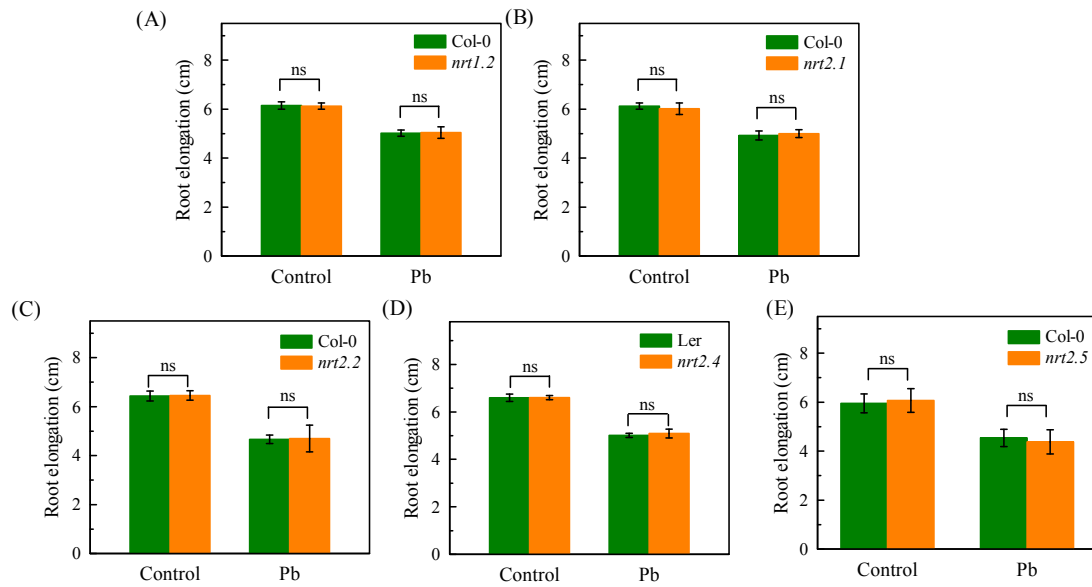 (A)
Root elongation (cm)
8
6
4
2
0
Col-0
nrt1.2
ns
ns
Control Pb
(B)
Root elongation (cm)
8
6
4
2
0
Col-0
nrt2.1
ns
ns
Control Pb
(C)
Root elongation (cm)
8
6
4
2
0
Col-0
nrt2.2
ns
ns
Control Pb
(D)
Root elongation (cm)
8
6
4
2
0
Ler
nrt2.4
ns
ns
Control Pb
(E)
Root elongation (cm)
8
6
4
2
0
Col-0
nrt2.5
ns
ns
Control Pb